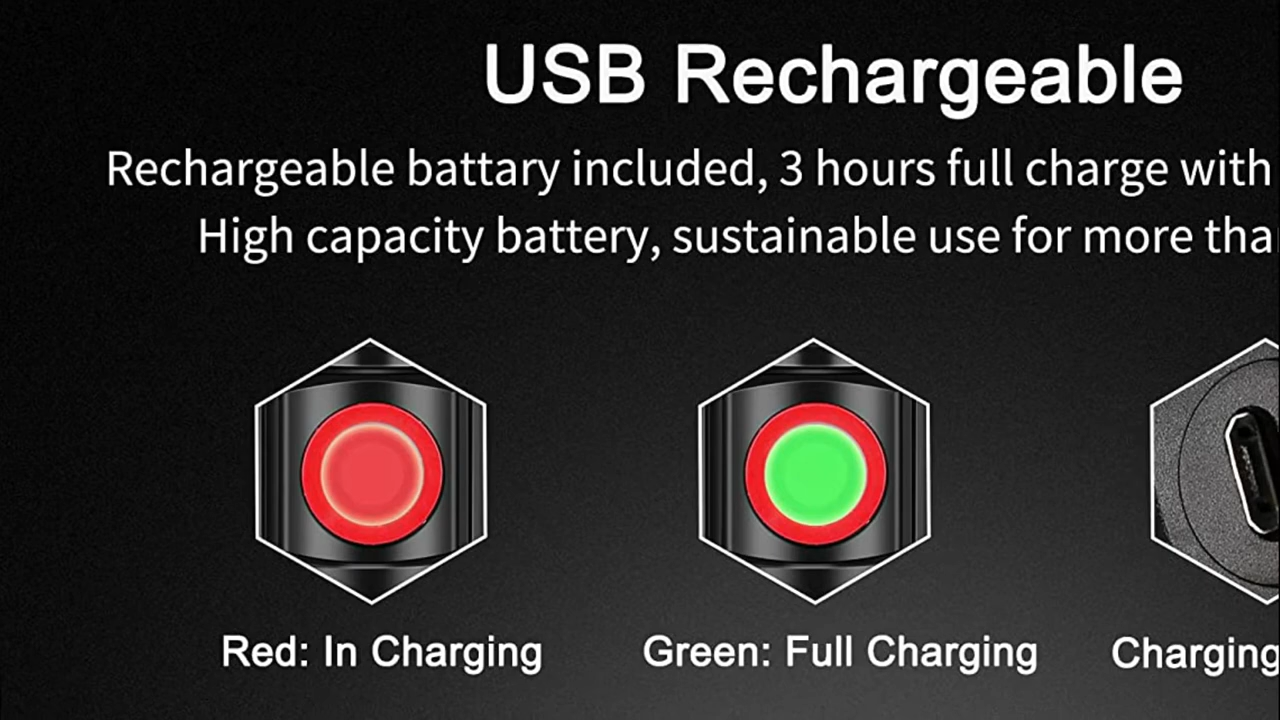 USB Rechargeable
Rechargeable battary included, 3 hours full charge with
High capacity battery, sustainable use for more
Red: In Charging
Green: Full Charging
Charging